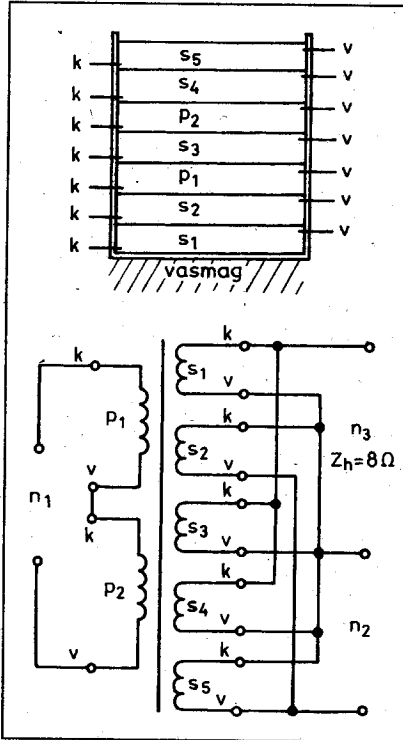 s5 v
k
s4 v
k
p2 v
k
s3 v
k
p1 v
k
s2 v
k
s1 v
k
vasmag
k k
s1
p1 v
k n3
s2 Zh=8Ω
v v
n1 k k
s3
v
k
p2 s4 n2
v
k
v s5
v